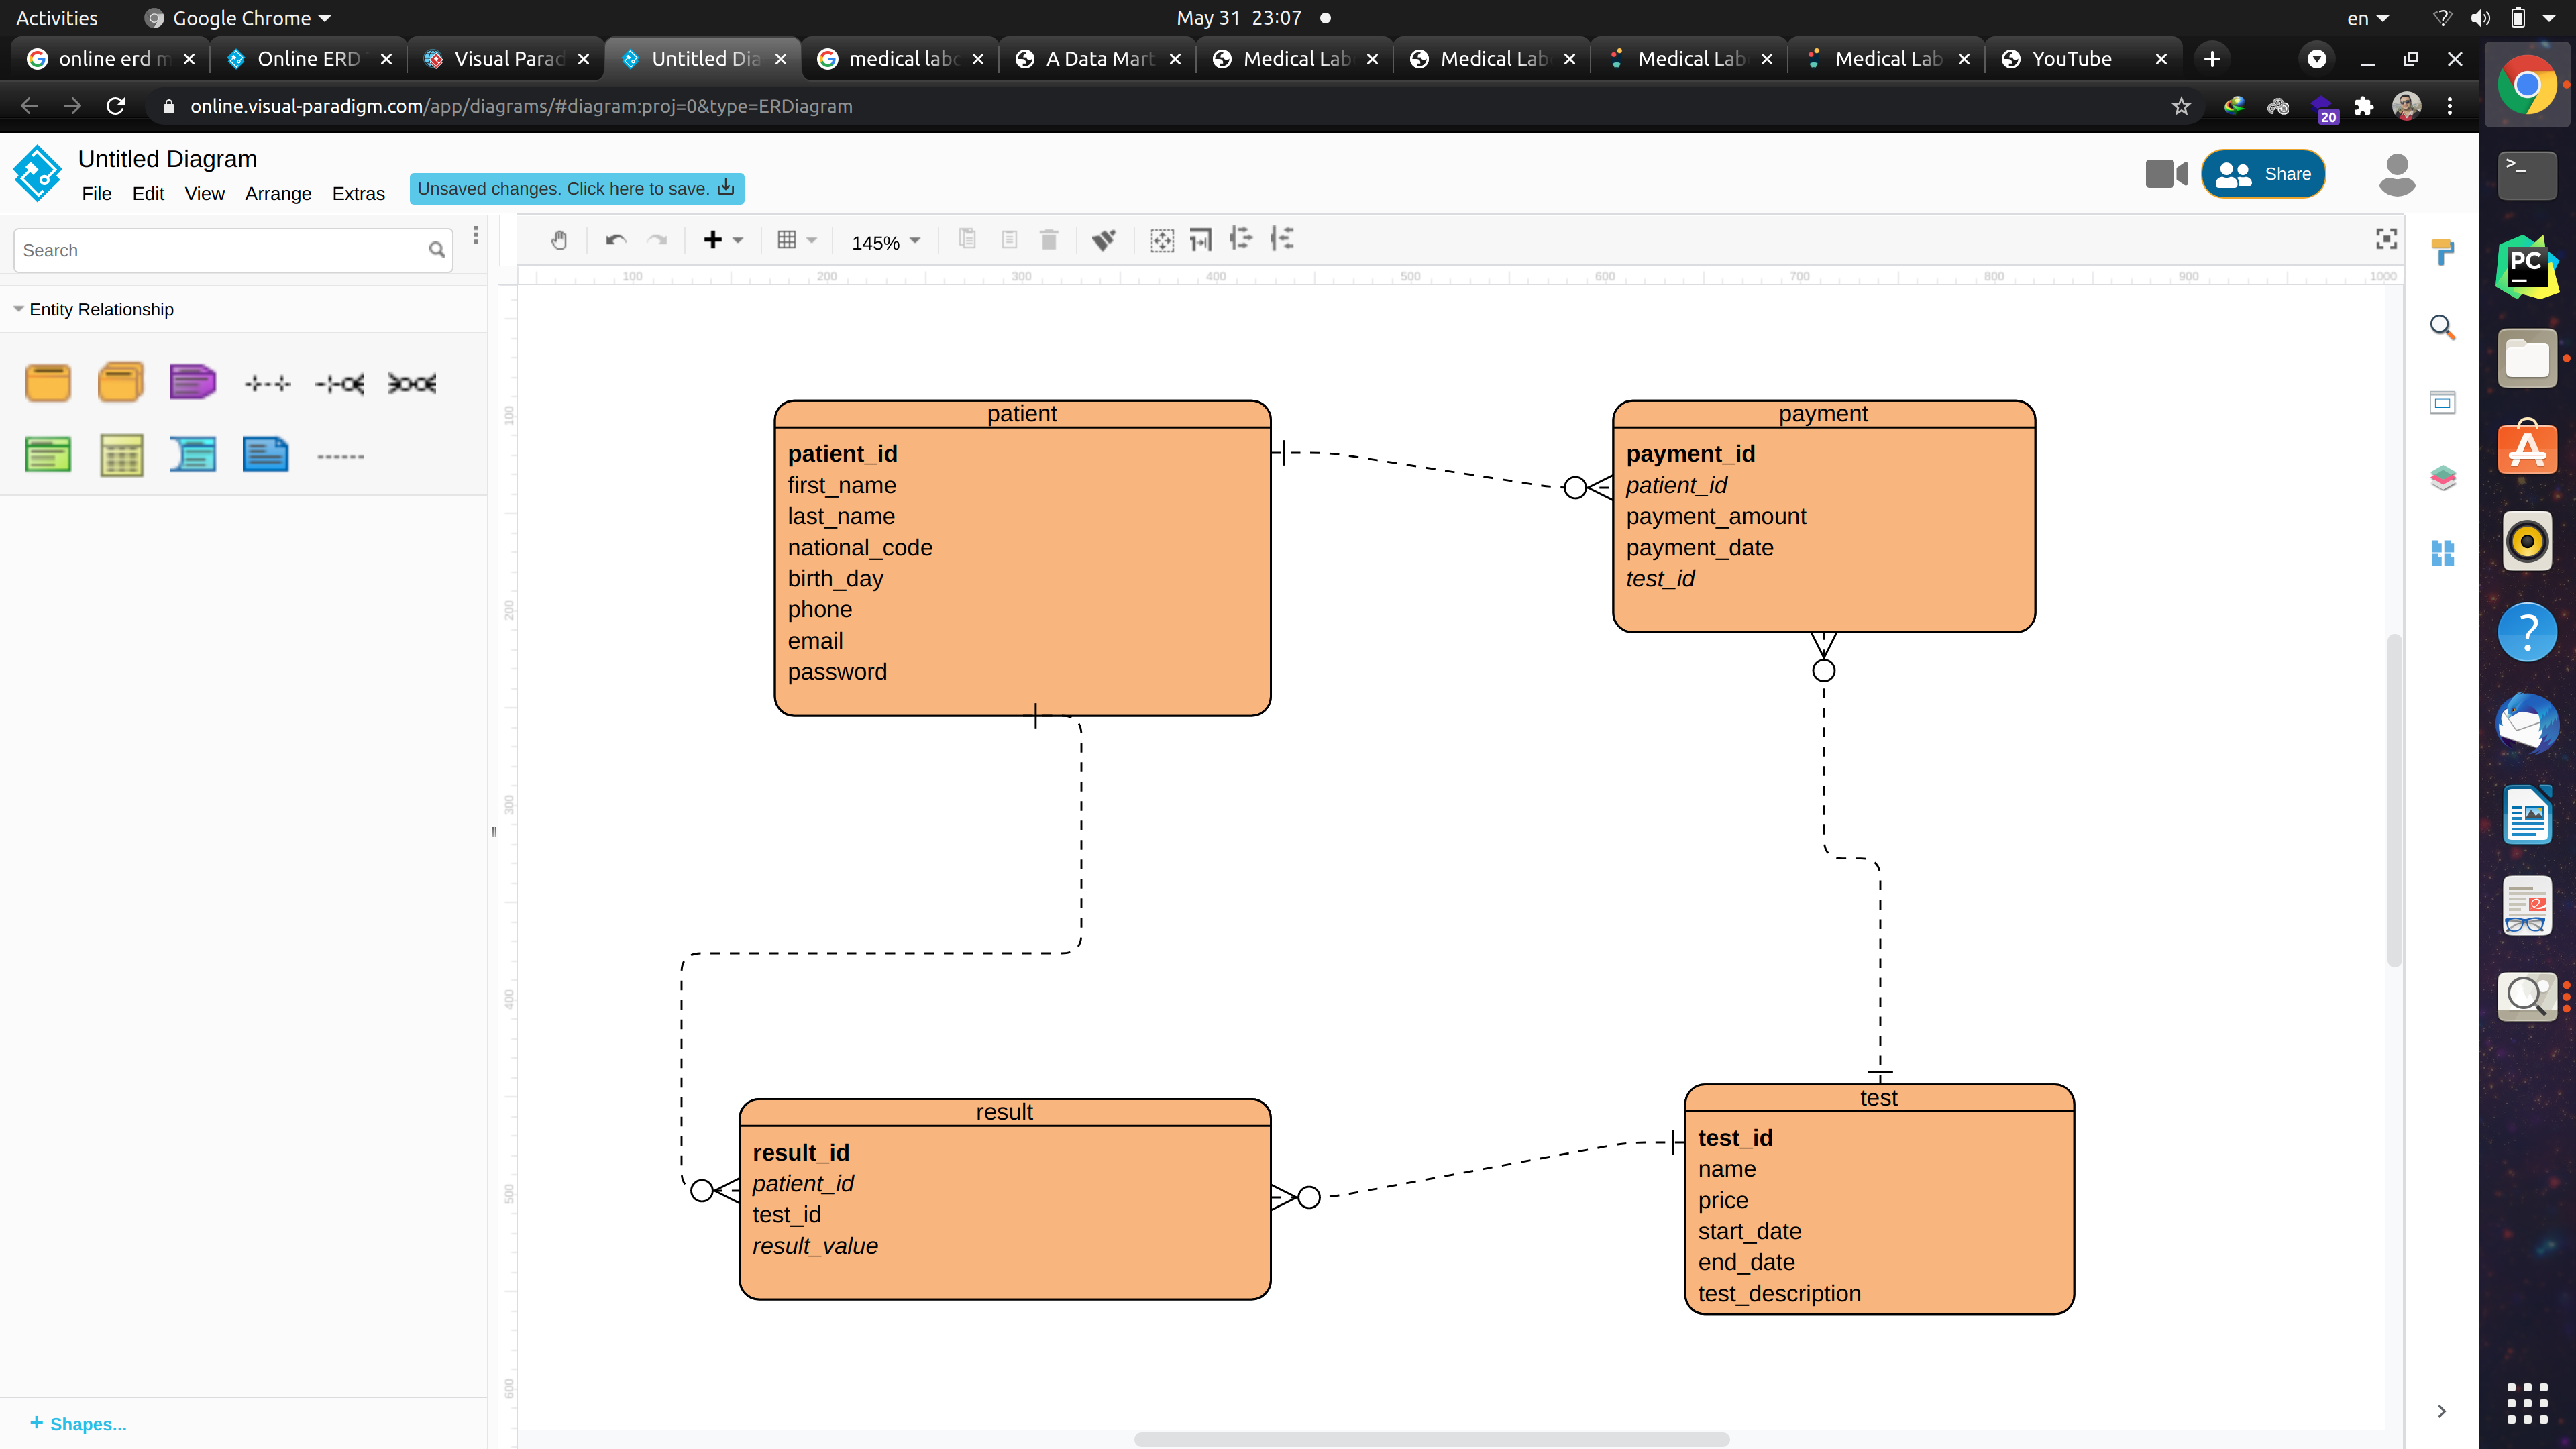 Activities
Google Chrome
May 31 23:07
en
online erd m
Online ERD
Visual Parad
Untitled Dia
medical labo
A Data Mart
Medical Lab
Medical Lab
Medical Lab
Medical Lab
YouTube
online.visual-paradigm.com/app/diagrams/#diagram:proj=0&type=ERDiagram
20
Untitled Diagram
File Edit View Arrange Extras
Unsaved changes. Click here to save.
Share
Search
145%
100 200 300 400 500 600 700 800 900 1000
Entity Relationship
100
200
300
400
500
600
patient
patient_id
first_name
last_name
national_code
birth_day
phone
email
password
payment
payment_id
patient_id
payment_amount
payment_date
test_id
result
result_id
patient_id
test_id
result_value
test
test_id
name
price
start_date
end_date
test_description
+ Shapes...
>_
PC